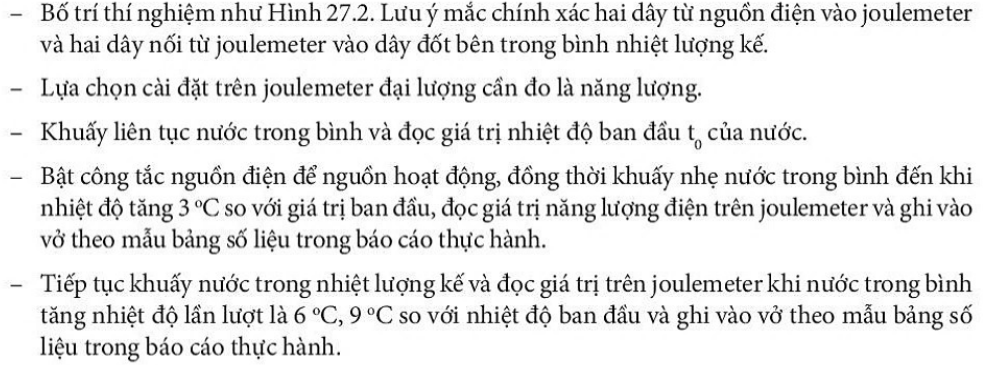 – Bố trí thí nghiệm như Hình 27.2. Lưu ý mắc chính xác hai dây từ nguồn điện vào joulemeter
và hai dây nối từ joulemeter vào dây đốt bên trong bình nhiệt lượng kế.
– Lựa chọn cài đặt trên joulemeter đại lượng cần đo là năng lượng.
– Khuấy liên tục nước trong bình và đọc giá trị nhiệt độ ban đầu t₀ của nước.
– Bật công tắc nguồn điện để nguồn hoạt động, đồng thời khuấy nhẹ nước trong bình đến khi
nhiệt độ tăng 3 °C so với giá trị ban đầu, đọc giá trị năng lượng điện trên joulemeter và ghi vào
vở theo mẫu bảng số liệu trong báo cáo thực hành.
– Tiếp tục khuấy nước trong nhiệt lượng kế và đọc giá trị trên joulemeter khi nước trong bình
tăng nhiệt độ lần lượt là 6 °C, 9 °C so với nhiệt độ ban đầu và ghi vào vở theo mẫu bảng số
liệu trong báo cáo thực hành.